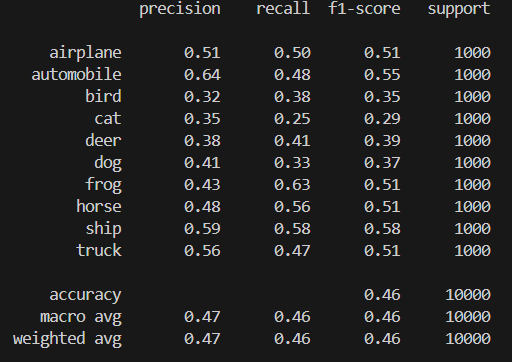 precision recall f1-score support
airplane 0.51 0.50 0.51 1000
automobile 0.64 0.48 0.55 1000
bird 0.32 0.38 0.35 1000
cat 0.35 0.25 0.29 1000
deer 0.38 0.41 0.39 1000
dog 0.41 0.33 0.37 1000
frog 0.43 0.63 0.51 1000
horse 0.48 0.56 0.51 1000
ship 0.59 0.58 0.58 1000
truck 0.56 0.47 0.51 1000
accuracy 0.46 10000
macro avg 0.47 0.46 0.46 10000
weighted avg 0.47 0.46 0.46 10000